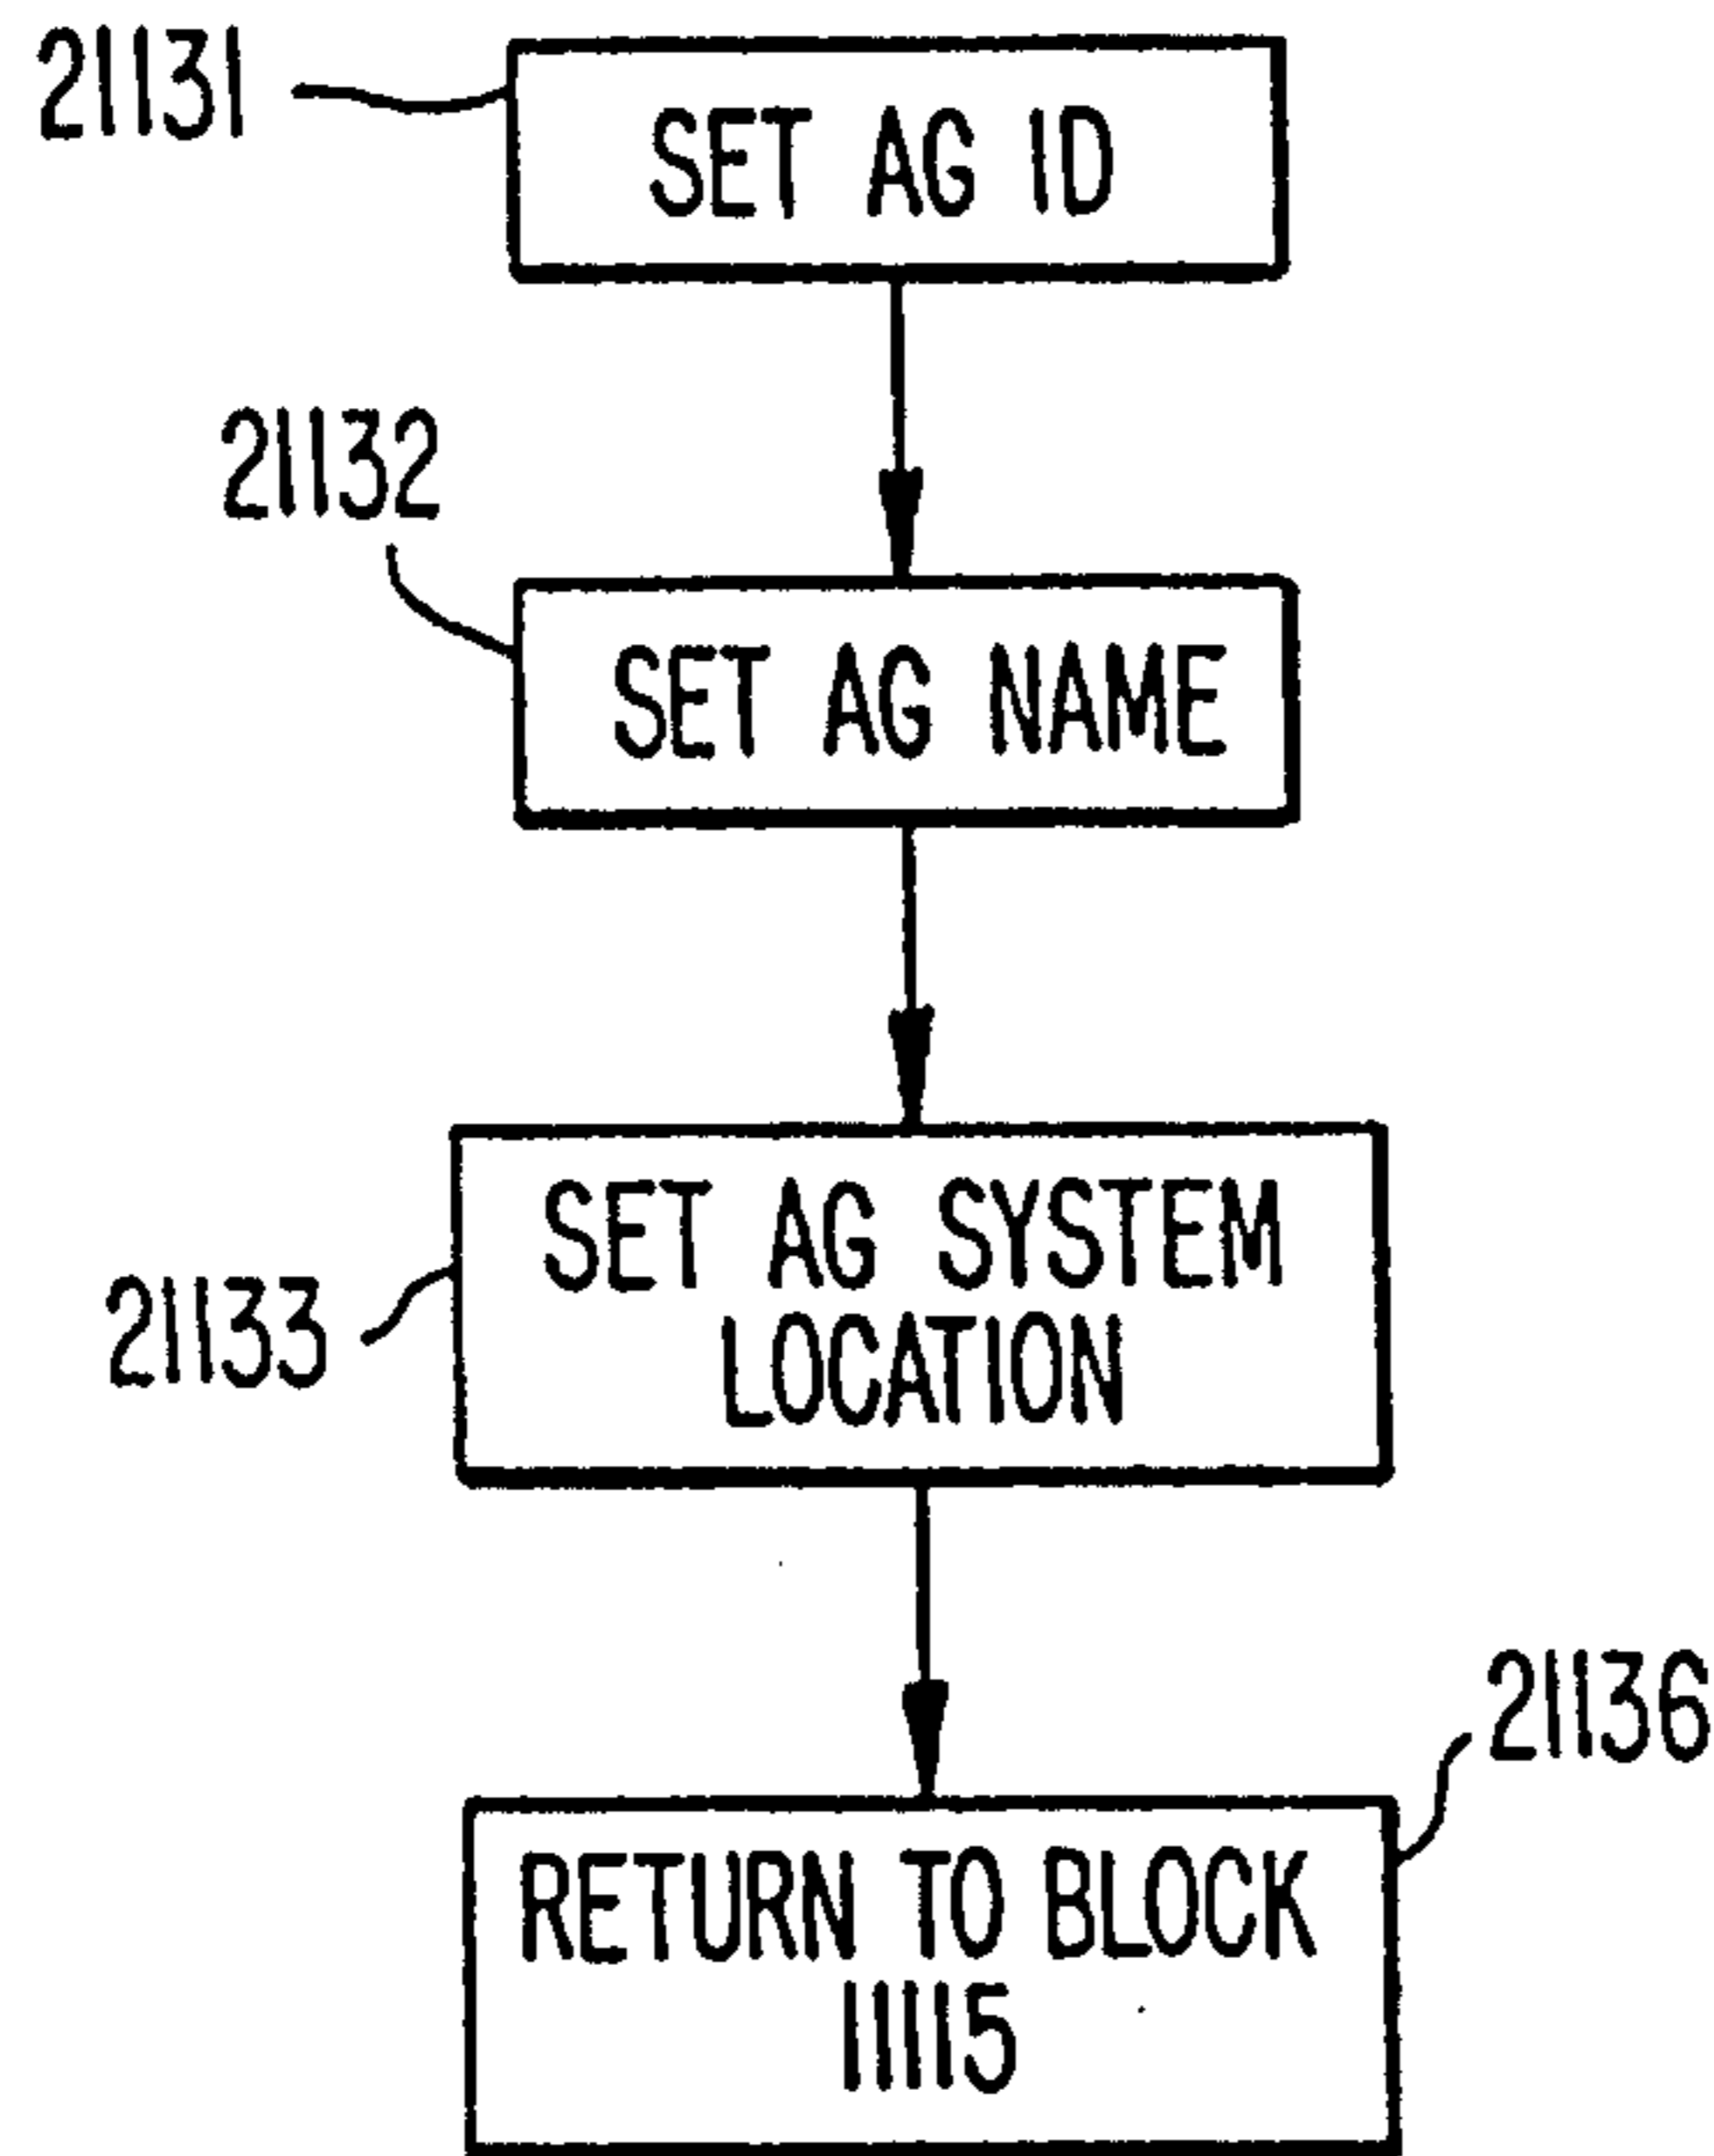 21131
SET AG ID
21132
SET AG NAME
SET AG SYSTEM
LOCATION
21133
21136
RETURN TO BLOCK
11115